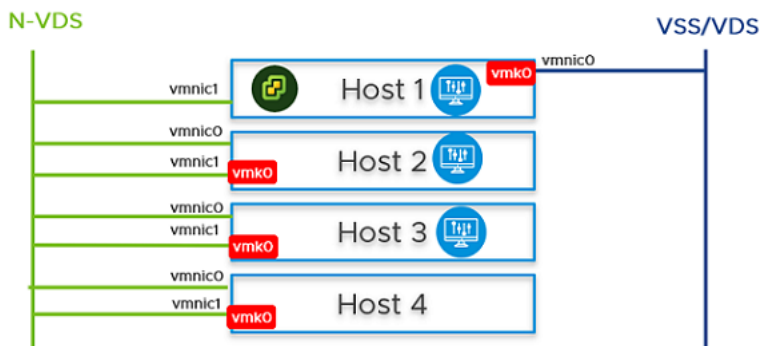 N-VDS
VSS/VDS
vmnic0
vmnic1
Host 1
vmk0
vmnic0
vmnic1
vmk0
Host 2
vmnic0
vmnic1
vmk0
Host 3
vmnic0
vmnic1
vmk0
Host 4